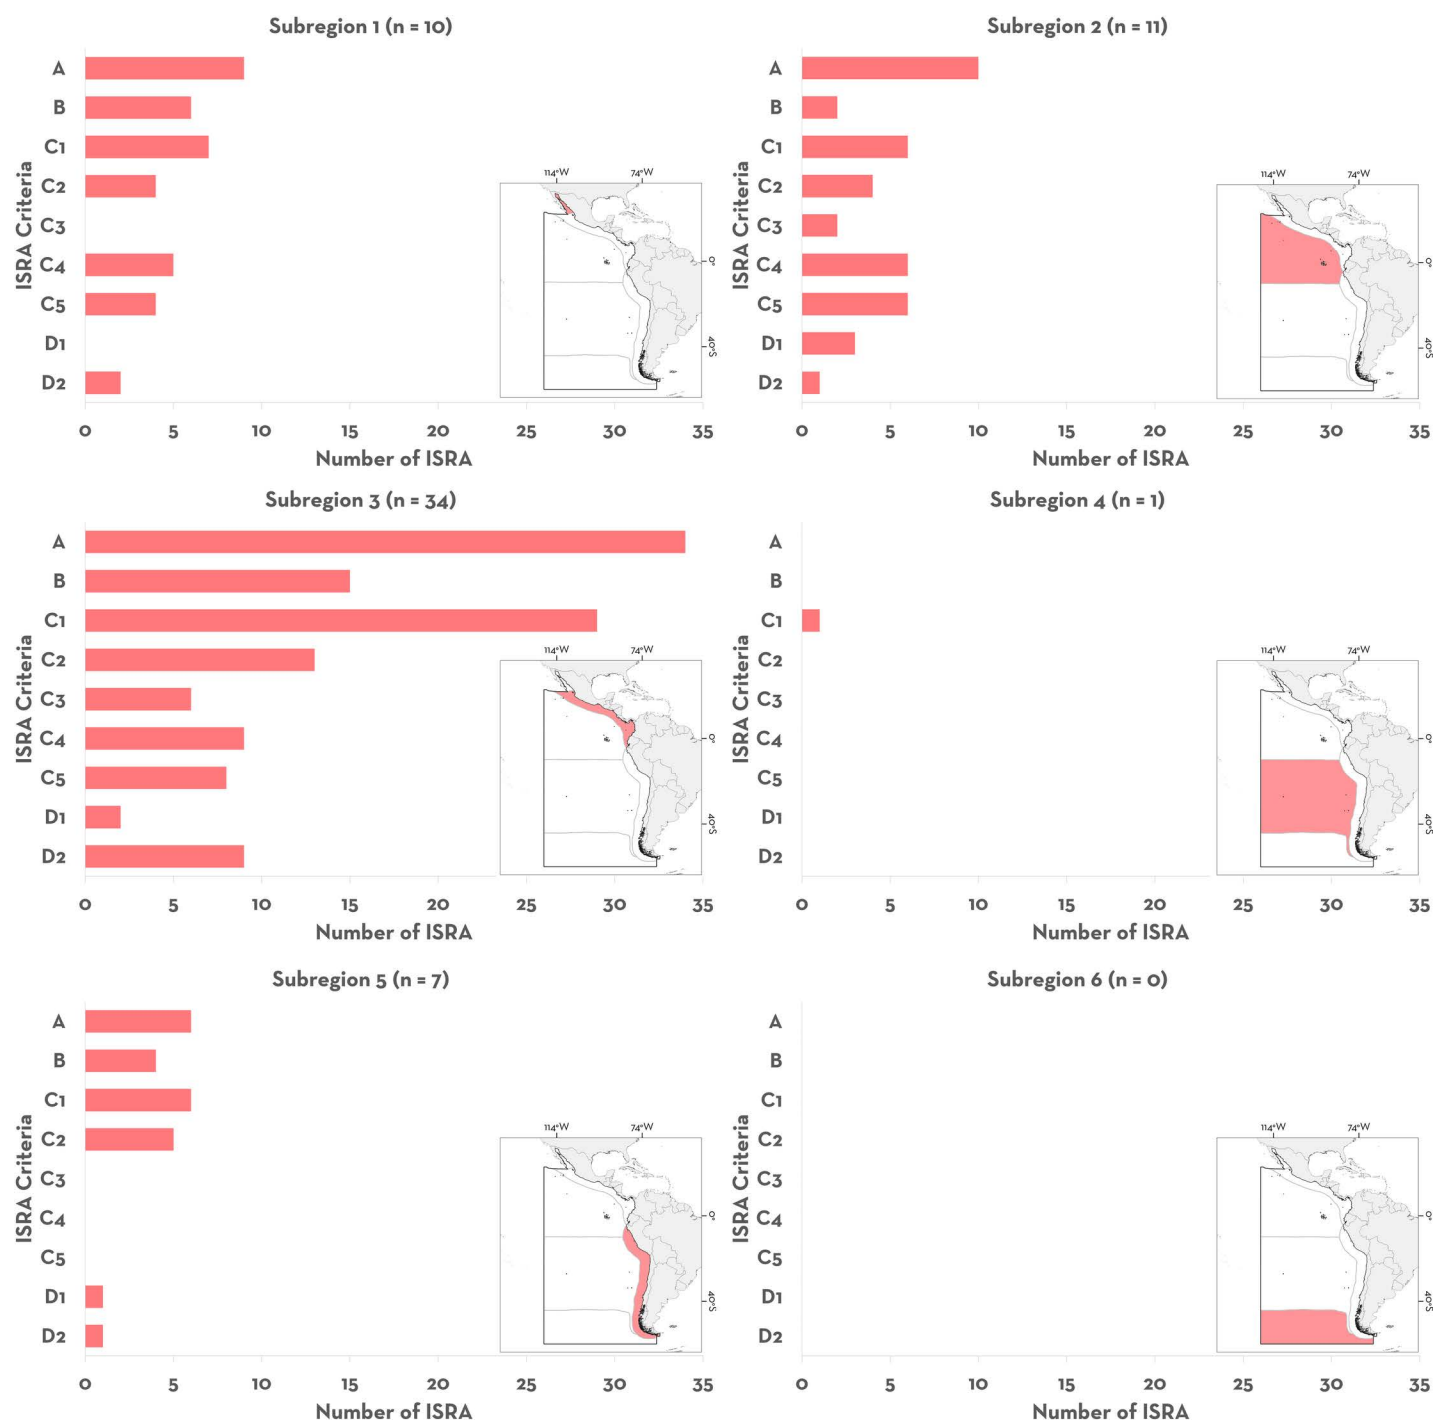 Subregion 1 (n = 10)
A
B
C1
C2
C3
C4
C5
D1
D2
ISRA Criteria
0 5 10 15 20 25 30 35
Number of ISRA
114°W 74°W
0°
40°S
Subregion 2 (n = 11)
A
B
C1
C2
C3
C4
C5
D1
D2
ISRA Criteria
0 5 10 15 20 25 30 35
Number of ISRA
114°W 74°W
0°
40°S
Subregion 3 (n = 34)
A
B
C1
C2
C3
C4
C5
D1
D2
ISRA Criteria
0 5 10 15 20 25 30 35
Number of ISRA
114°W 74°W
0°
40°S
Subregion 4 (n = 1)
A
B
C1
C2
C3
C4
C5
D1
D2
ISRA Criteria
0 5 10 15 20 25 30 35
Number of ISRA
114°W 74°W
0°
40°S
Subregion 5 (n = 7)
A
B
C1
C2
C3
C4
C5
D1
D2
ISRA Criteria
0 5 10 15 20 25 30 35
Number of ISRA
114°W 74°W
0°
40°S
Subregion 6 (n = 0)
A
B
C1
C2
C3
C4
C5
D1
D2
ISRA Criteria
0 5 10 15 20 25 30 35
Number of ISRA
114°W 74°W
0°
40°S